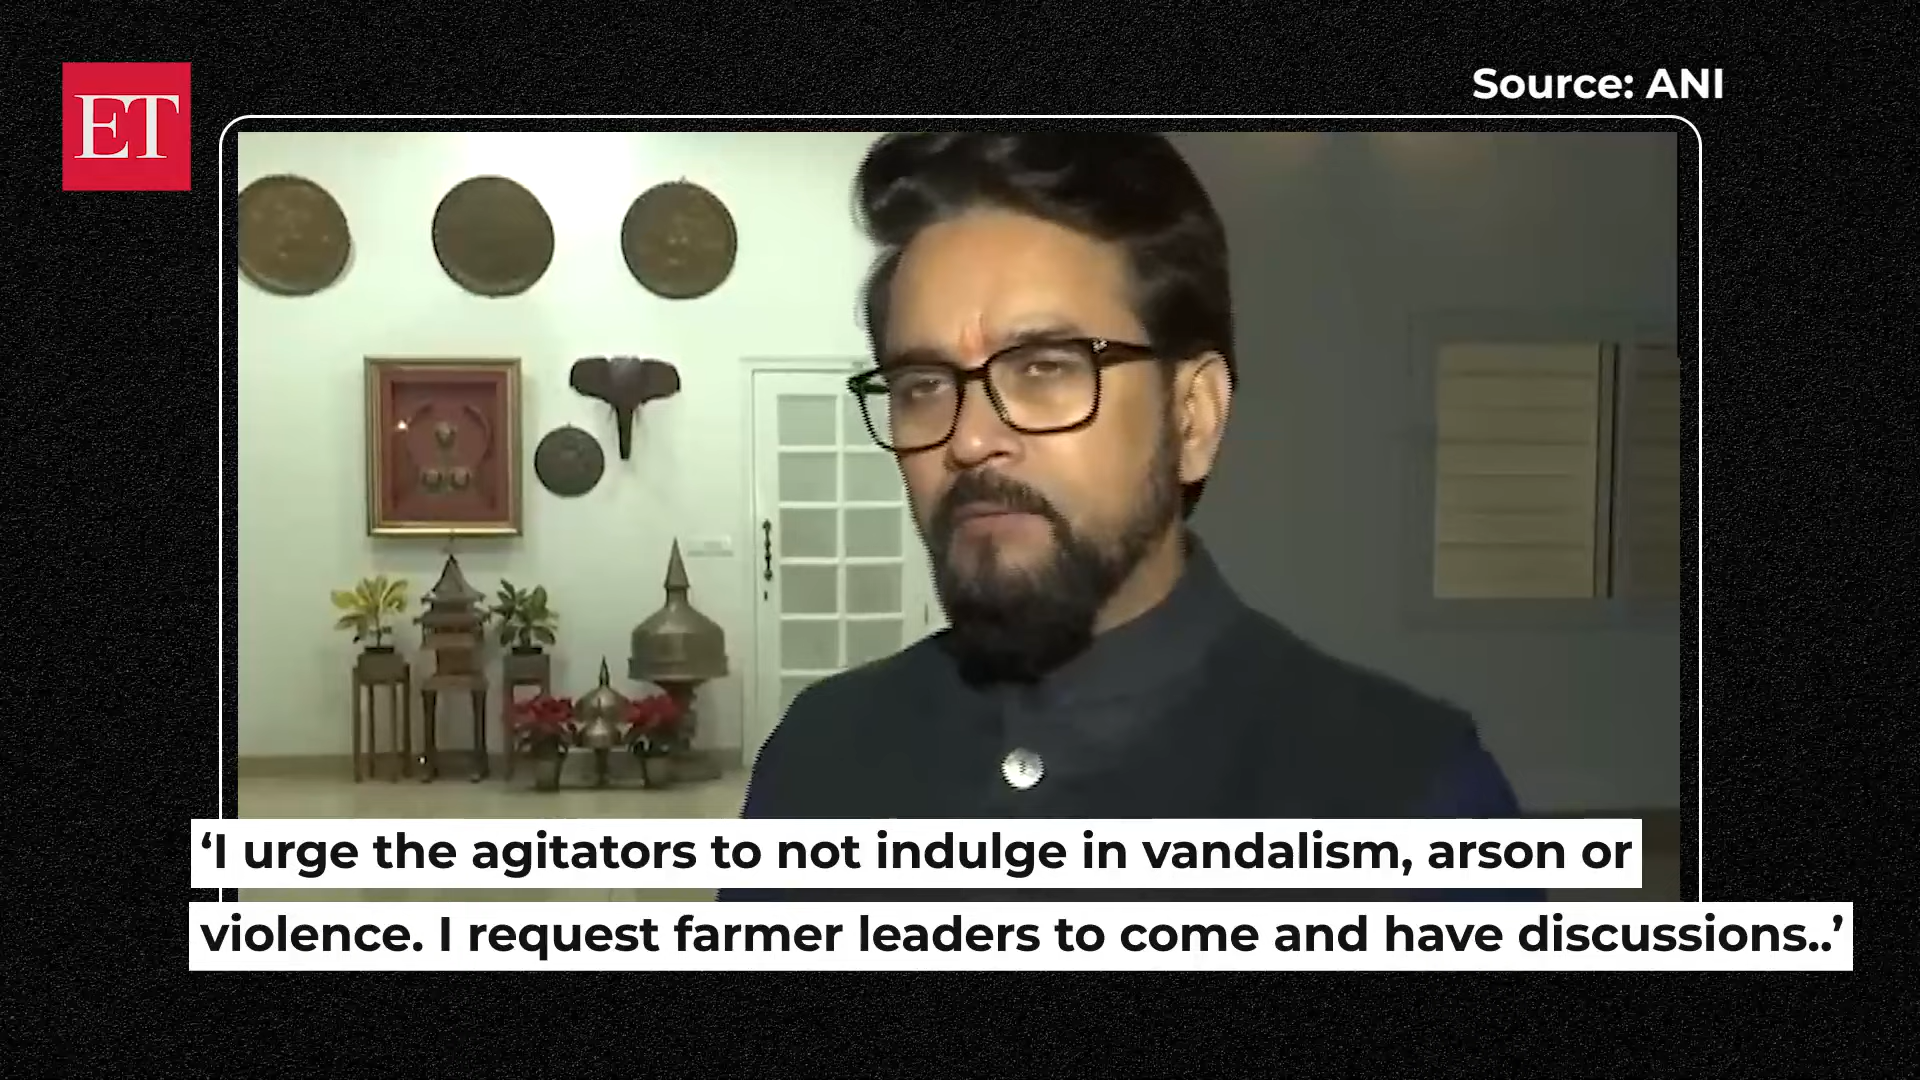 ET
Source: ANI
‘I urge the agitators to not indulge in vandalism, arson or
violence. I request farmer leaders to come and have discussions..’